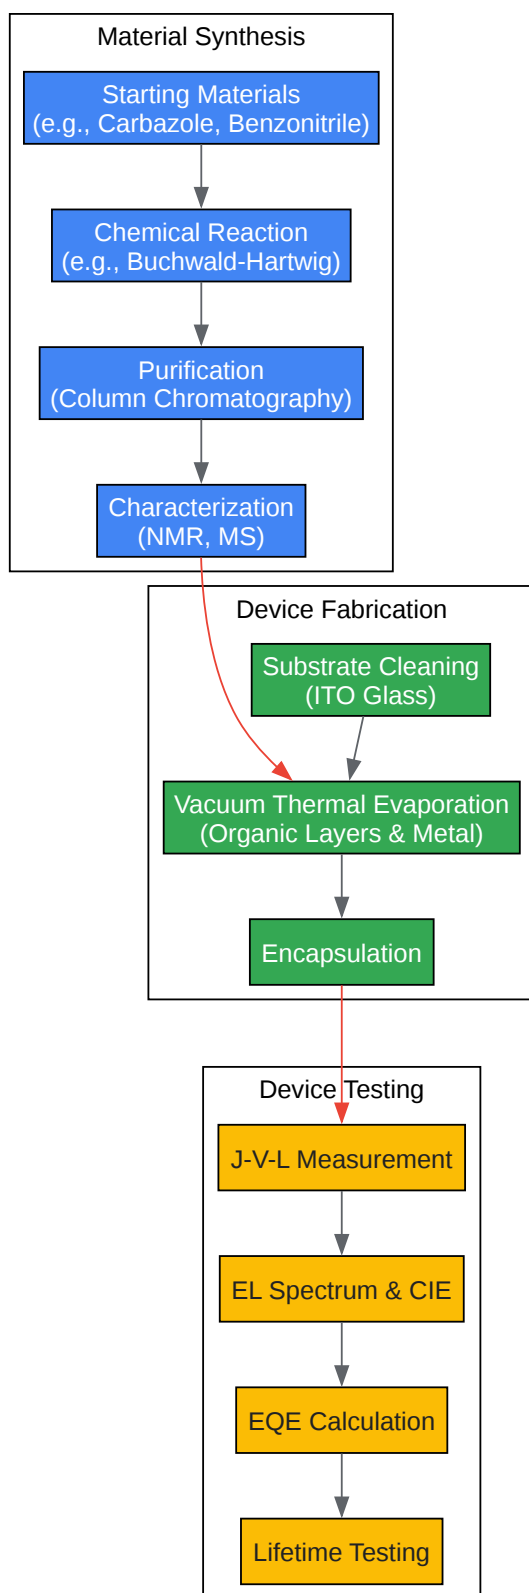 Material Synthesis
Starting Materials
(e.g., Carbazole, Benzonitrile)
Chemical Reaction
(e.g., Buchwald-Hartwig)
Purification
(Column Chromatography)
Characterization
(NMR, MS)
Device Fabrication
Substrate Cleaning
(ITO Glass)
Vacuum Thermal Evaporation
(Organic Layers & Metal)
Encapsulation
Device Testing
J-V-L Measurement
EL Spectrum & CIE
EQE Calculation
Lifetime Testing